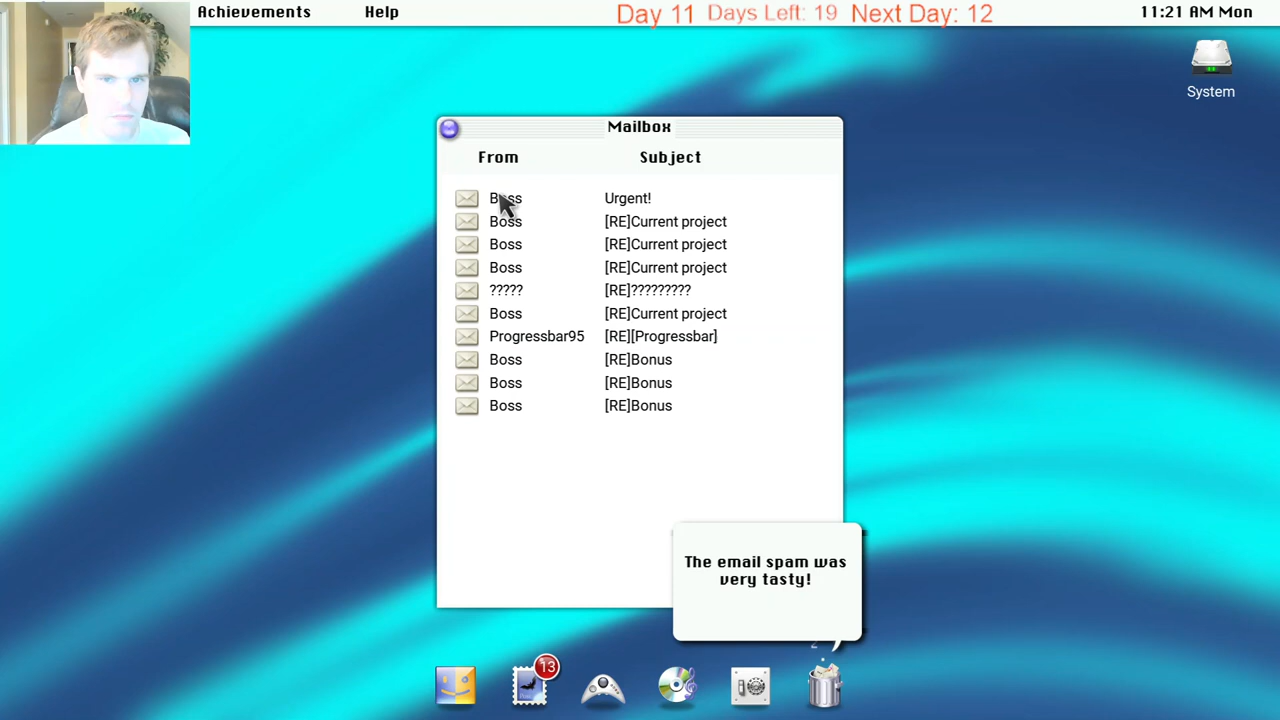 Achievements Help Day 11 Days Left: 19 Next Day: 12 11:21 AM Mon
System
Mailbox
From Subject
Boss Urgent!
Boss [RE]Current project
Boss [RE]Current project
Boss [RE]Current project
????? [RE]?????????
Boss [RE]Current project
Progressbar95 [RE][Progressbar]
Boss [RE]Bonus
Boss [RE]Bonus
Boss [RE]Bonus
The email spam was
very tasty!
13